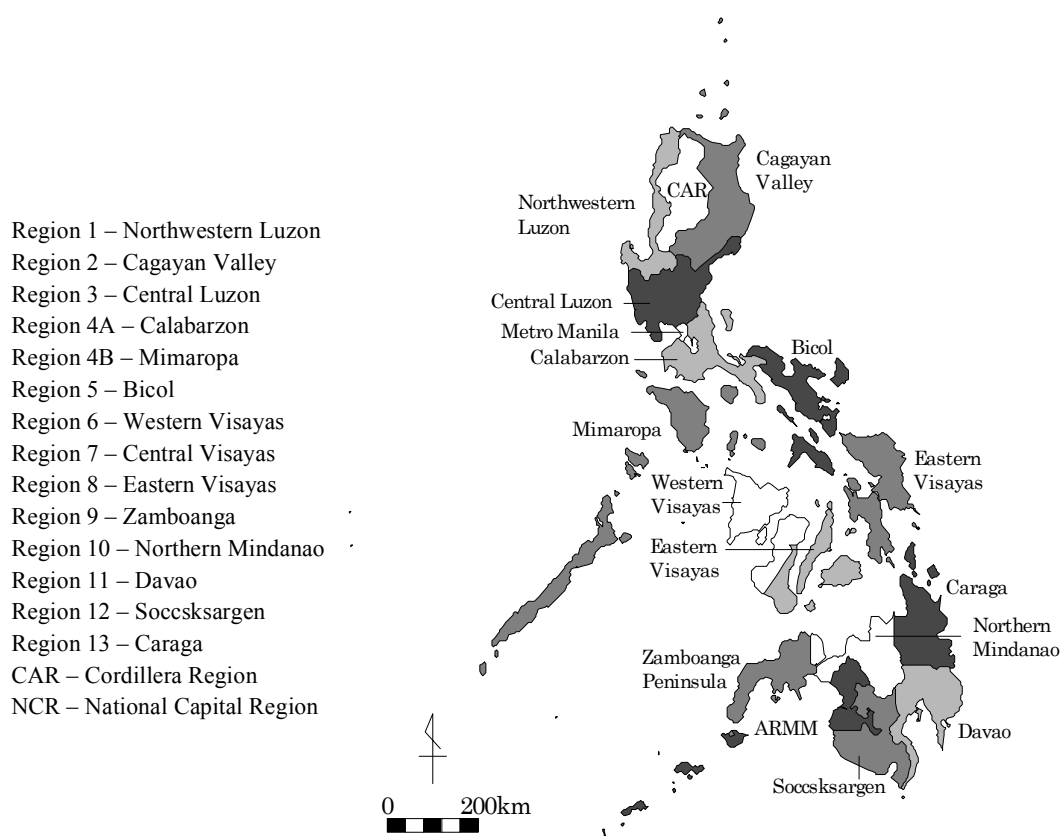 Region 1 – Northwestern Luzon
Region 2 – Cagayan Valley
Region 3 – Central Luzon
Region 4A – Calabarzon
Region 4B – Mimaropa
Region 5 – Bicol
Region 6 – Western Visayas
Region 7 – Central Visayas
Region 8 – Eastern Visayas
Region 9 – Zamboanga
Region 10 – Northern Mindanao
Region 11 – Davao
Region 12 – Soccsksargen
Region 13 – Caraga
CAR – Cordillera Region
NCR – National Capital Region
Cagayan
Valley
CAR
Northwestern
Luzon
Central Luzon
Metro Manila
Calabarzon
Bicol
Mimaropa
Eastern
Visayas
Western
Visayas
Eastern
Visayas
Caraga
Northern
Mindanao
Zamboanga
Peninsula
ARMM
Davao
Soccsksargen
0 200km